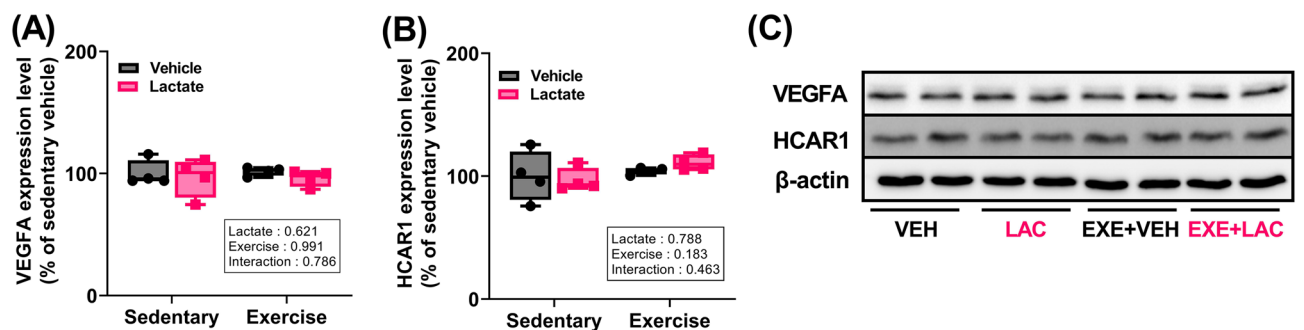 (A)
VEGFA expression level
(% of sedentary vehicle)
200
100
0
Vehicle
Lactate
Lactate : 0.621
Exercise : 0.991
Interaction : 0.786
Sedentary
Exercise
(B)
HCAR1 expression level
(% of sedentary vehicle)
200
100
0
Vehicle
Lactate
Lactate : 0.788
Exercise : 0.183
Interaction : 0.463
Sedentary
Exercise
(C)
VEGFA
HCAR1
β-actin
VEH
LAC
EXE+VEH
EXE+LAC